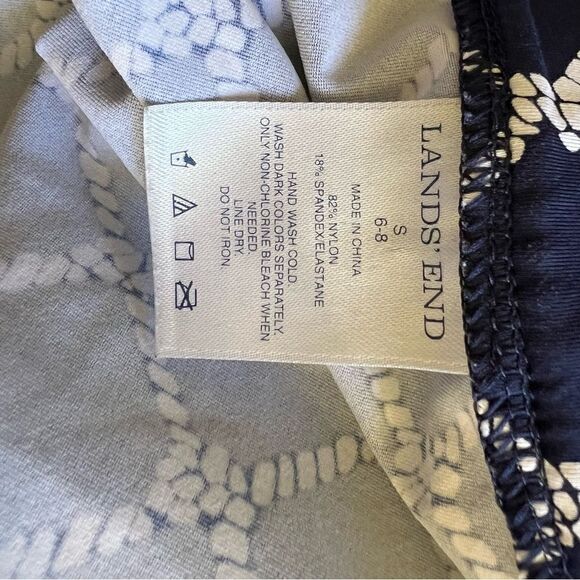 LANDS' END
S
6-8
MADE IN CHINA
82% NYLON
18% SPANDEX/ELASTANE
HAND WASH COLD.
WASH DARK COLORS SEPARATELY.
ONLY NON-CHLORINE BLEACH WHEN
NEEDED.
LINE DRY.
DO NOT IRON.